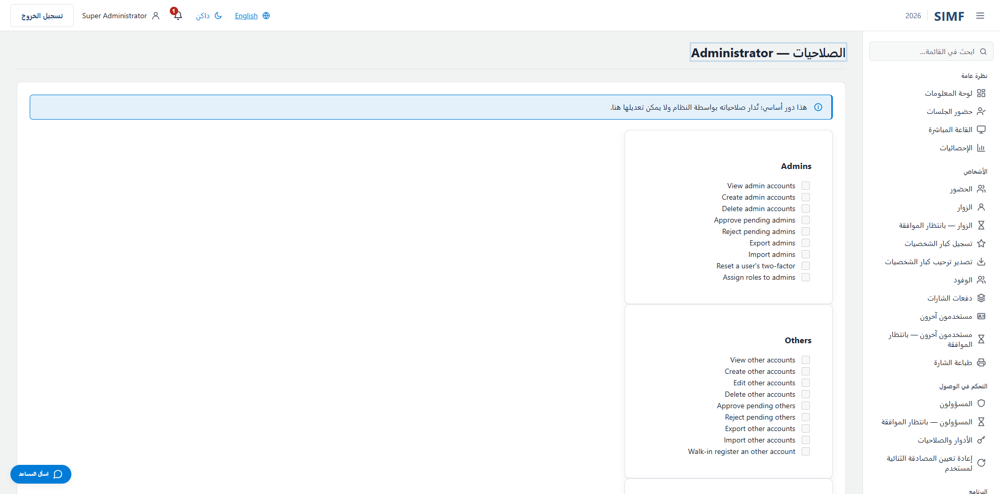 SIMF
2026
English
داكن
1
Super Administrator
تسجيل الخروج
ابحث في القائمة...
نظرة عامة
لوحة المعلومات
حضور الجلسات
القاعة المباشرة
الإحصائيات
الأشخاص
الحضور
الزوار
الزوار — بانتظار الموافقة
تسجيل كبار الشخصيات
تصدير ترحيب كبار الشخصيات
الوفود
دفعات الشارات
مستخدمون آخرون
مستخدمون آخرون — بانتظار
الموافقة
طباعة الشارة
التحكم في الوصول
المسؤولون
المسؤولون — بانتظار الموافقة
الأدوار والصلاحيات
إعادة تعيين المصادقة الثنائية
لمستخدم
البرنامج
الصلاحيات — Administrator
هذا دور أساسي؛ تُدار صلاحياته بواسطة النظام ولا يمكن تعديلها هنا.
Admins
View admin accounts
Create admin accounts
Delete admin accounts
Approve pending admins
Reject pending admins
Export admins
Import admins
Reset a user's two-factor
Assign roles to admins
Others
View other accounts
Create other accounts
Edit other accounts
Delete other accounts
Approve pending others
Reject pending others
Export other accounts
Import other accounts
Walk-in register an other account
اسأل المساعد